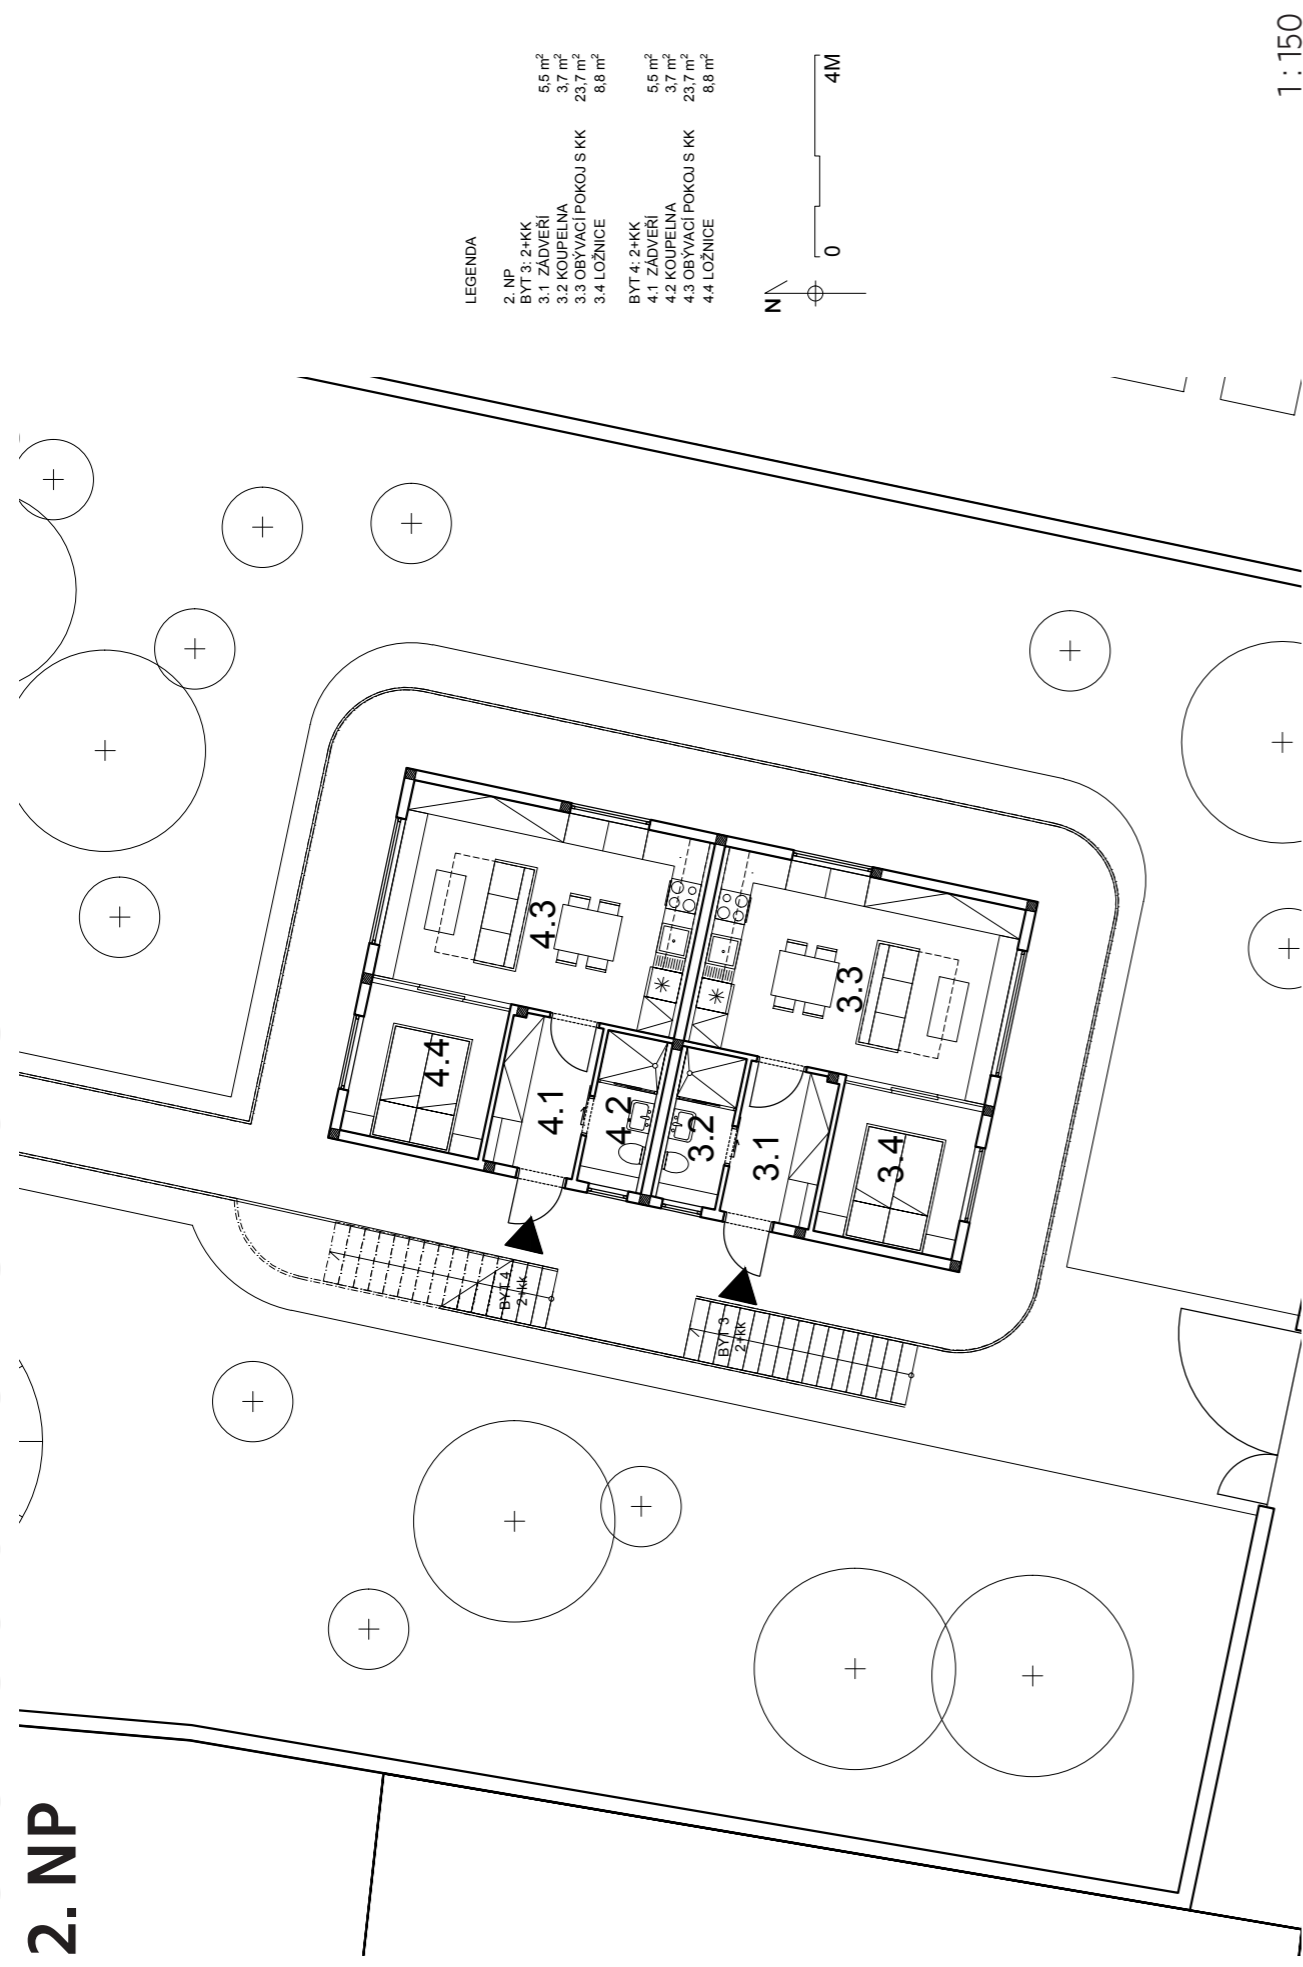 2. NP
LEGENDA
2. NP
BYT 3: 2+KK
3.1 ZÁDVEŘÍ 5,5 m²
3.2 KOUPELNA 3,7 m²
3.3 OBÝVACÍ POKOJ S KK 23,7 m²
3.4 LOŽNICE 8,8 m²
BYT 4: 2+KK
4.1 ZÁDVEŘÍ 5,5 m²
4.2 KOUPELNA 3,7 m²
4.3 OBÝVACÍ POKOJ S KK 23,7 m²
4.4 LOŽNICE 8,8 m²
N
0 4M
1 : 150
4.4
4.3
4.1
4.2
3.2
3.1
3.3
3.4
BYT 4
2+kk
BYT 3
2+kk